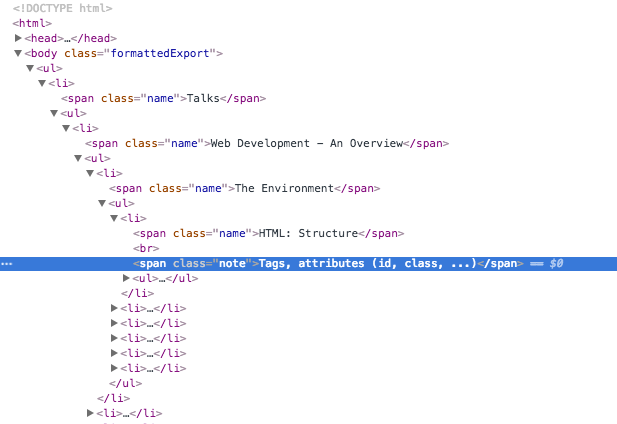 <!DOCTYPE html>
<html>
<head>…</head>
<body class="formattedExport">
<ul>
<li>
<span class="name">Talks</span>
<ul>
<li>
<span class="name">Web Development – An Overview</span>
<ul>
<li>
<span class="name">The Environment</span>
<ul>
<li>
<span class="name">HTML: Structure</span>
<br>
… <span class="note">Tags, attributes (id, class, ...)</span> == $0
<ul>…</ul>
</li>
<li>…</li>
<li>…</li>
<li>…</li>
<li>…</li>
<li>…</li>
</ul>
</li>
<li>…</li>